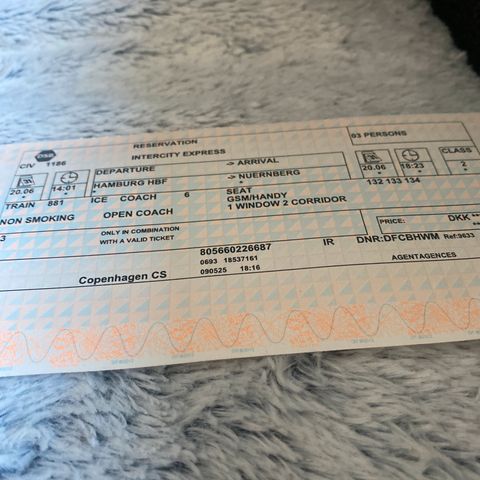 RESERVATION
INTERCITY EXPRESS
03 PERSONS
CIV 1186
DEPARTURE -> ARRIVAL
CLASS
20.06 14:01 HAMBURG HBF -> NUERNBERG 20.06 18:23 2
TRAIN 881 ICE COACH 6 SEAT 132 133 134
GSM/HANDY
NON SMOKING OPEN COACH 1 WINDOW 2 CORRIDOR
3 ONLY IN COMBINATION
WITH A VALID TICKET
PRICE: DKK **
805660226687 IR DNR:DFCBHWM Ref:9633
0693 18537161
Copenhagen CS 090525 18:16 AGENTAGENCES